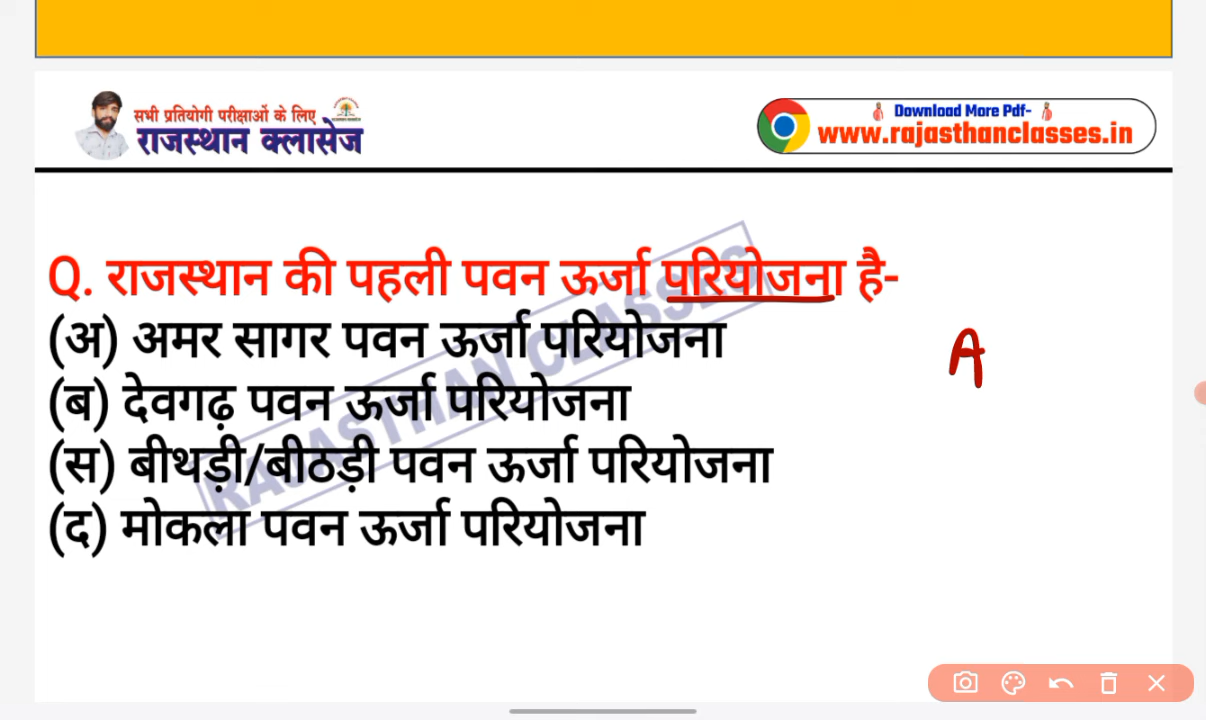 सभी प्रतियोगी परीक्षाओं के लिए
राजस्थान क्लासेज
Download More Pdf-
www.rajasthanclasses.in
Q. राजस्थान की पहली पवन ऊर्जा परियोजना है-
(अ) अमर सागर पवन ऊर्जा परियोजना
A
(ब) देवगढ़ पवन ऊर्जा परियोजना
(स) बीथड़ी/बीठड़ी पवन ऊर्जा परियोजना
(द) मोकला पवन ऊर्जा परियोजना
RAJASTHAN CLASSES